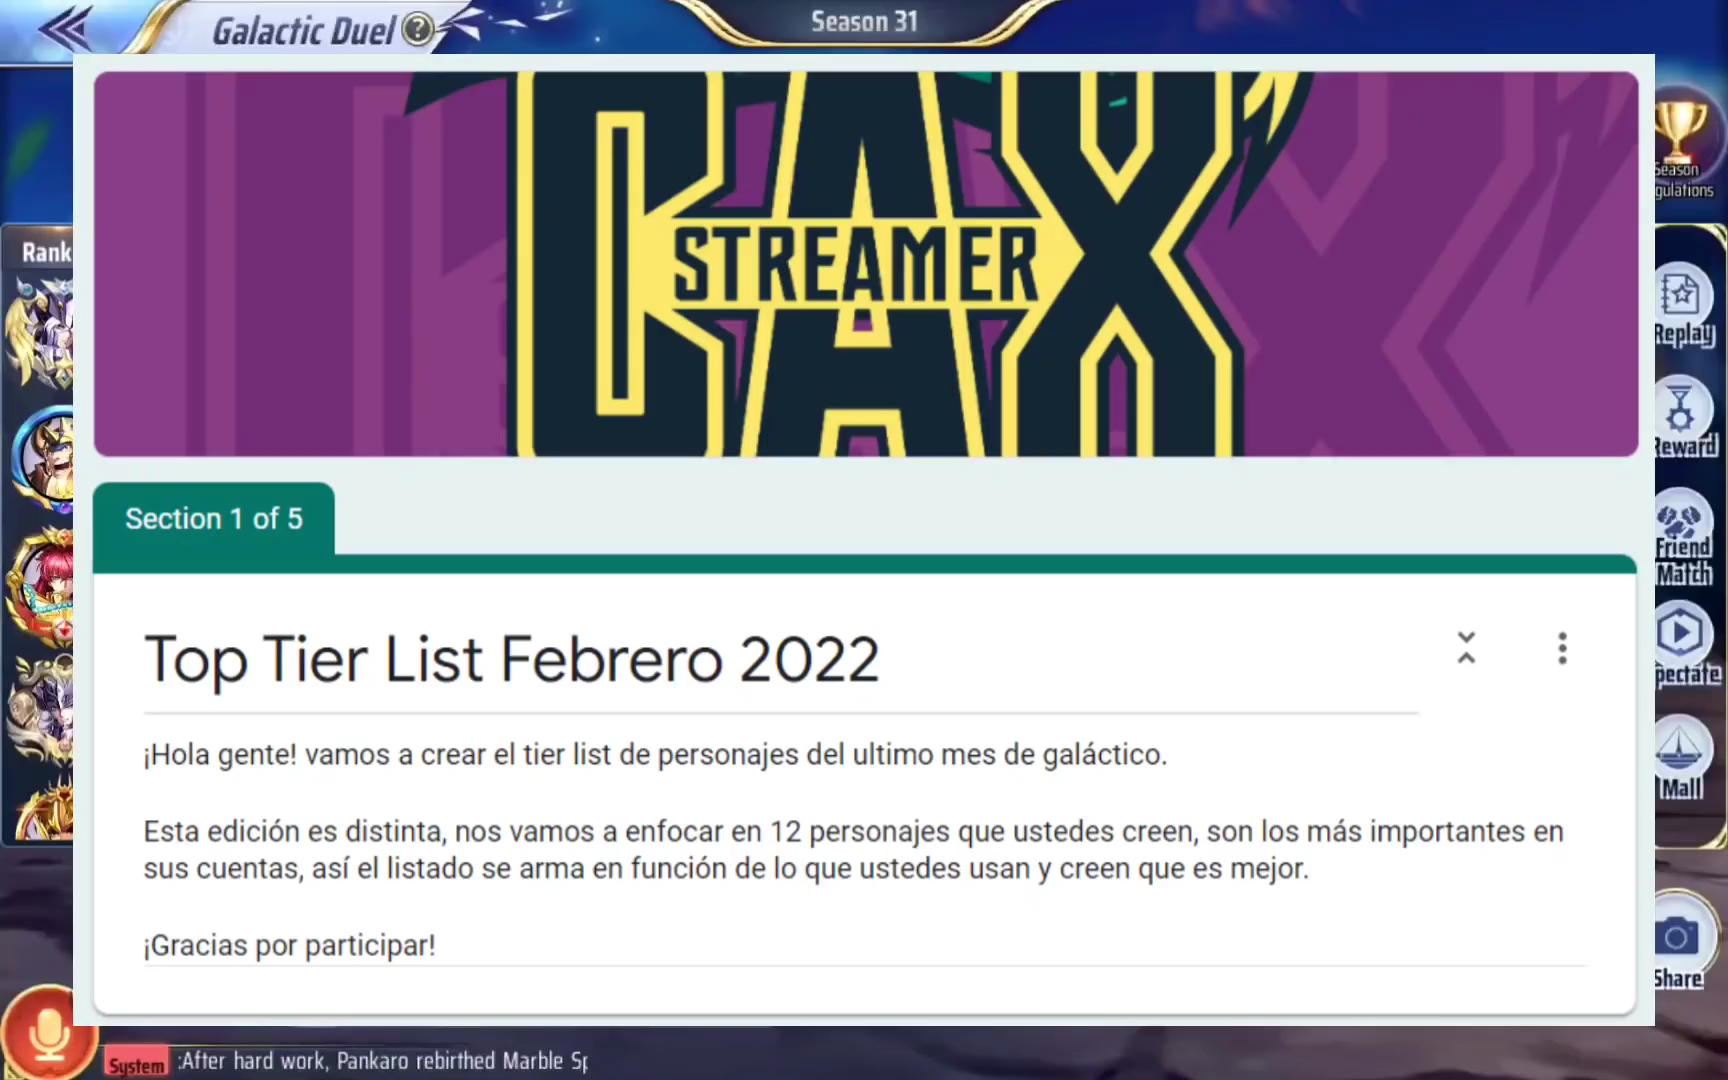 Galactic Duel ?
Season 31
CAX
STREAMER
Season
Rank
Replay
Reward
Section 1 of 5
Friend
Match
Top Tier List Febrero 2022
¡Hola gente! vamos a crear el tier list de personajes del ultimo mes de galáctico.
Mall
Esta edición es distinta, nos vamos a enfocar en 12 personajes que ustedes creen, son los más importantes en
sus cuentas, así el listado se arma en función de lo que ustedes usan y creen que es mejor.
¡Gracias por participar!
Share
System :After hard work, Pankaro rebirthed Marble